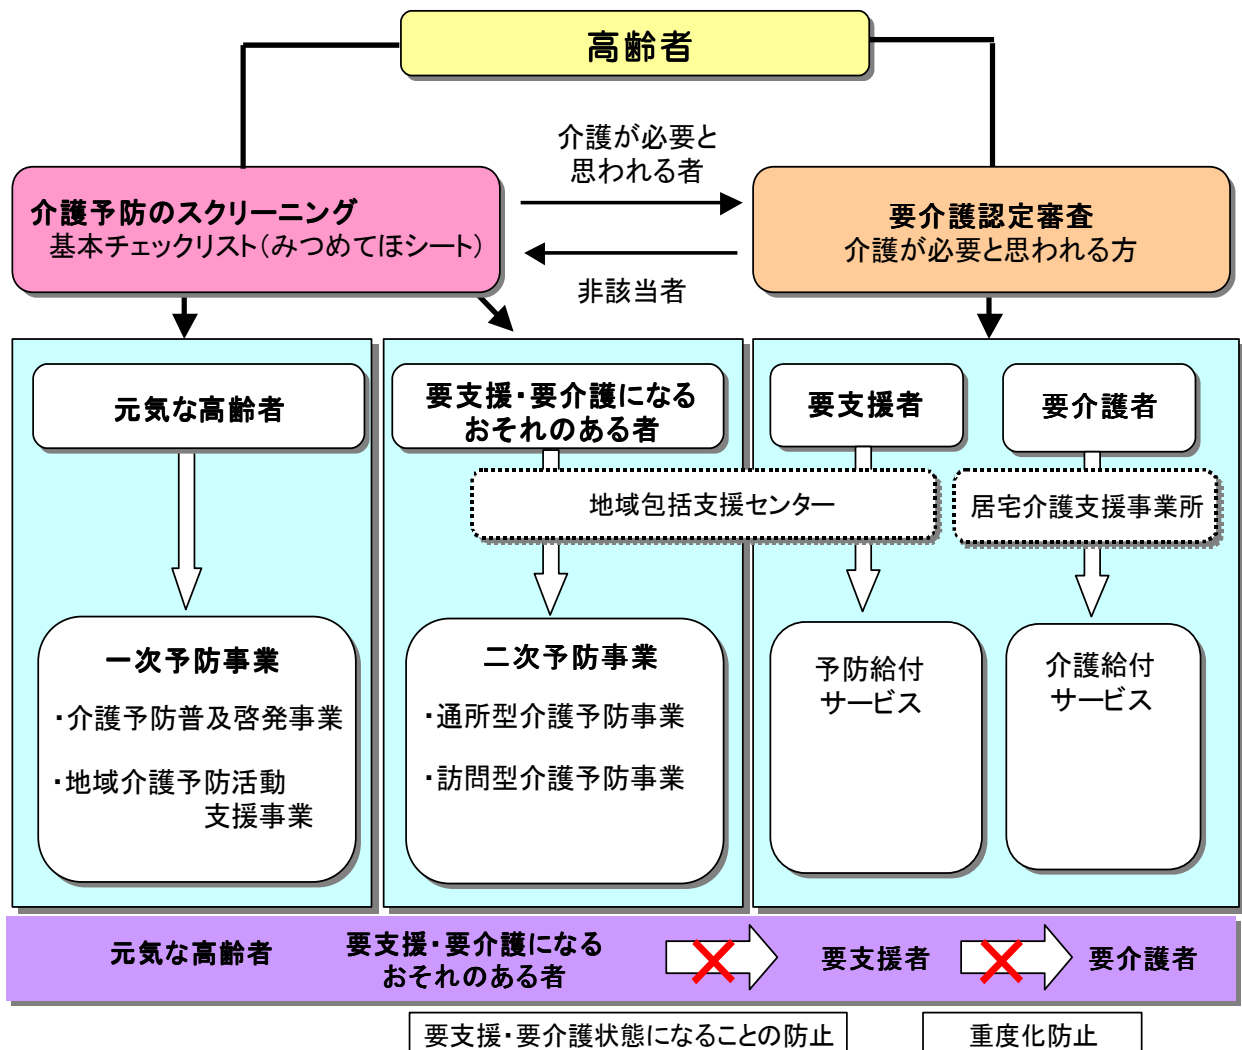 高齢者
介護が必要と
思われる者
介護予防のスクリーニング
基本チェックリスト（みつめてほシート）
要介護認定審査
介護が必要と思われる方
非該当者
元気な高齢者
要支援・要介護になる
おそれのある者
要支援者
要介護者
地域包括支援センター
居宅介護支援事業所
一次予防事業
・介護予防普及啓発事業
・地域介護予防活動
支援事業
二次予防事業
・通所型介護予防事業
・訪問型介護予防事業
予防給付
サービス
介護給付
サービス
元気な高齢者
要支援・要介護になる
おそれのある者
要支援者
要介護者
要支援・要介護状態になることの防止
重度化防止